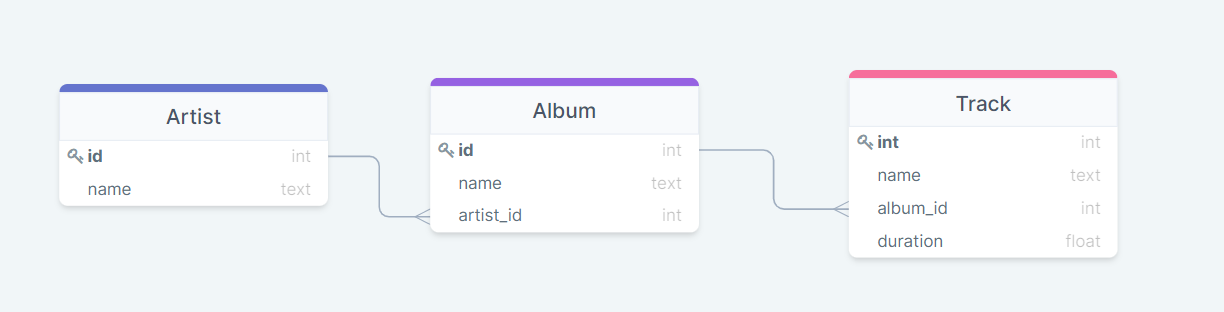 Artist
id int
name text
Album
id int
name text
artist_id int
Track
int int
name text
album_id int
duration float